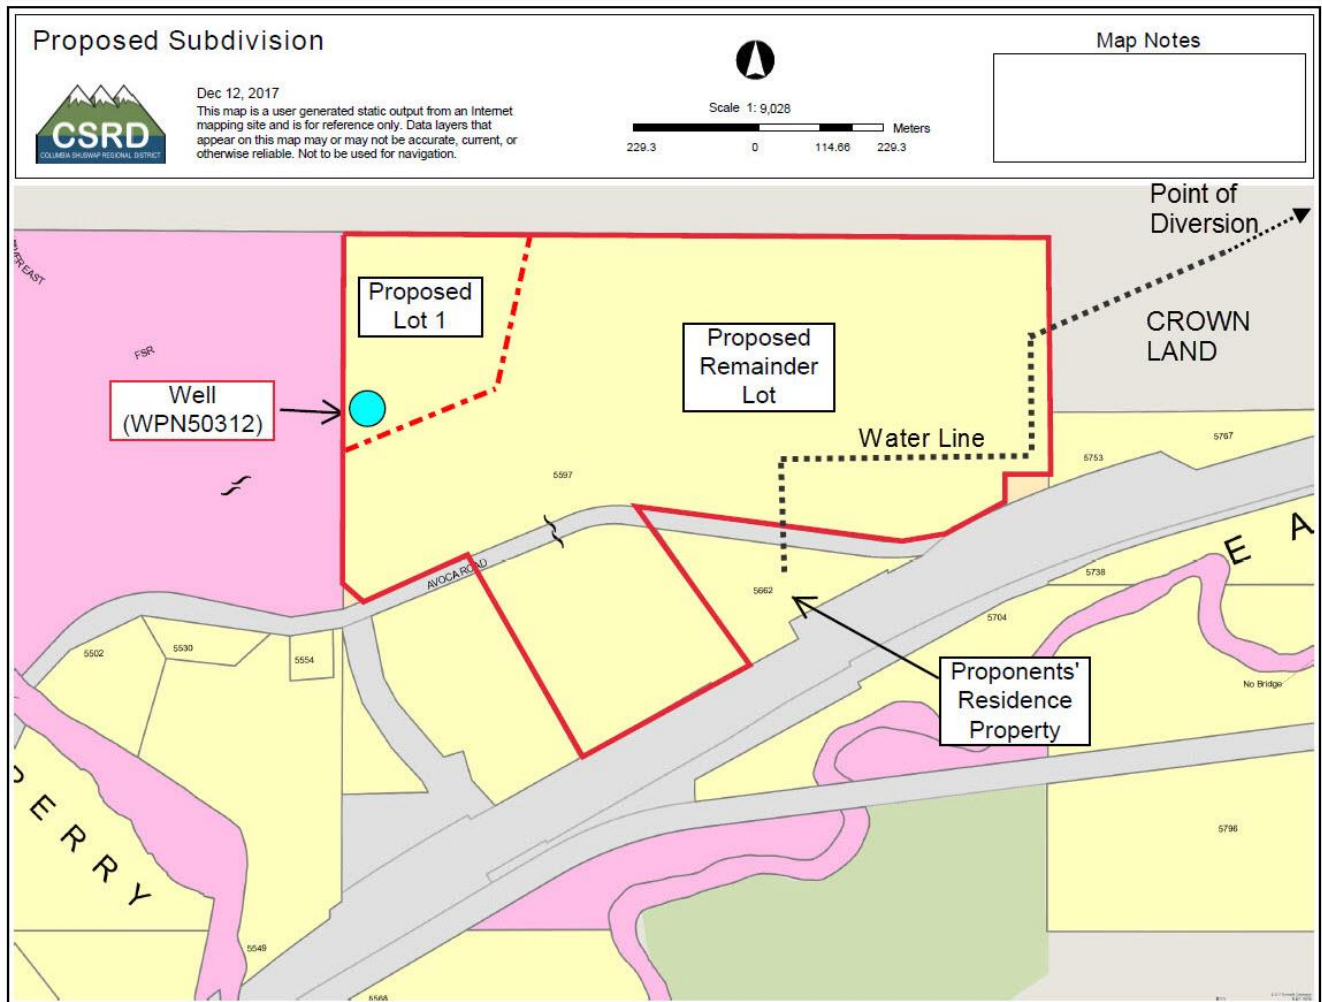 Proposed Subdivision
Map Notes
CSRD
COLUMBIA SHUSWAP REGIONAL DISTRICT
Dec 12, 2017
This map is a user generated static output from an Internet
mapping site and is for reference only. Data layers that
appear on this map may or may not be accurate, current, or
otherwise reliable. Not to be used for navigation.
Scale 1: 9,028
Meters
229.3 0 114.66 229.3
Point of
Diversion
EAST
Proposed
Lot 1
CROWN
LAND
Proposed
Remainder
Lot
FSR
Well
(WPN50312)
Water Line
5767
5753
5597
E A
AVOCA ROAD
5738
5662
5704
5502
5530
5554
Proponents'
Residence
Property
No Bridge
PERRY
5796
5549
5568